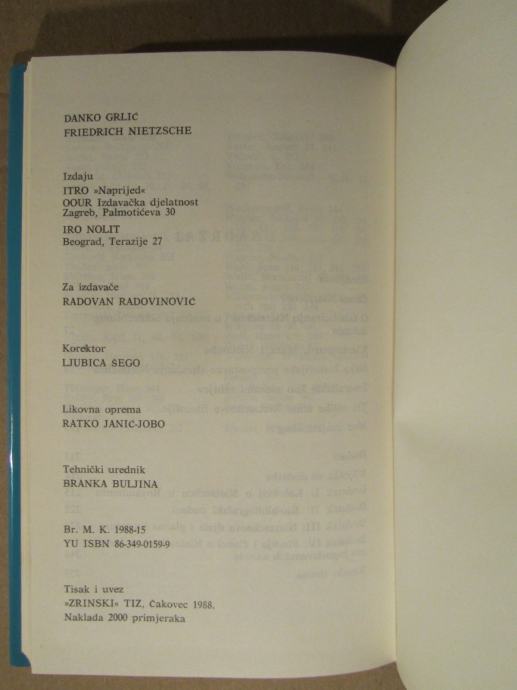 DANKO GRLIĆ
FRIEDRICH NIETZSCHE
Izdaju
ITRO »Naprijed«
OOUR Izdavačka djelatnost
Zagreb, Palmotićeva 30
IRO NOLIT
Beograd, Terazije 27
Za izdavače
RADOVAN RADOVINOVIĆ
Korektor
LJUBICA ŠEGO
Likovna oprema
RATKO JANIĆ-JOBO
Tehnički urednik
BRANKA BULJINA
Br. M. K. 1988-15
YU ISBN 86-349-0159-9
Tisak i uvez
»ZRINSKI« TIZ, Čakovec 1988.
Naklada 2000 primjeraka